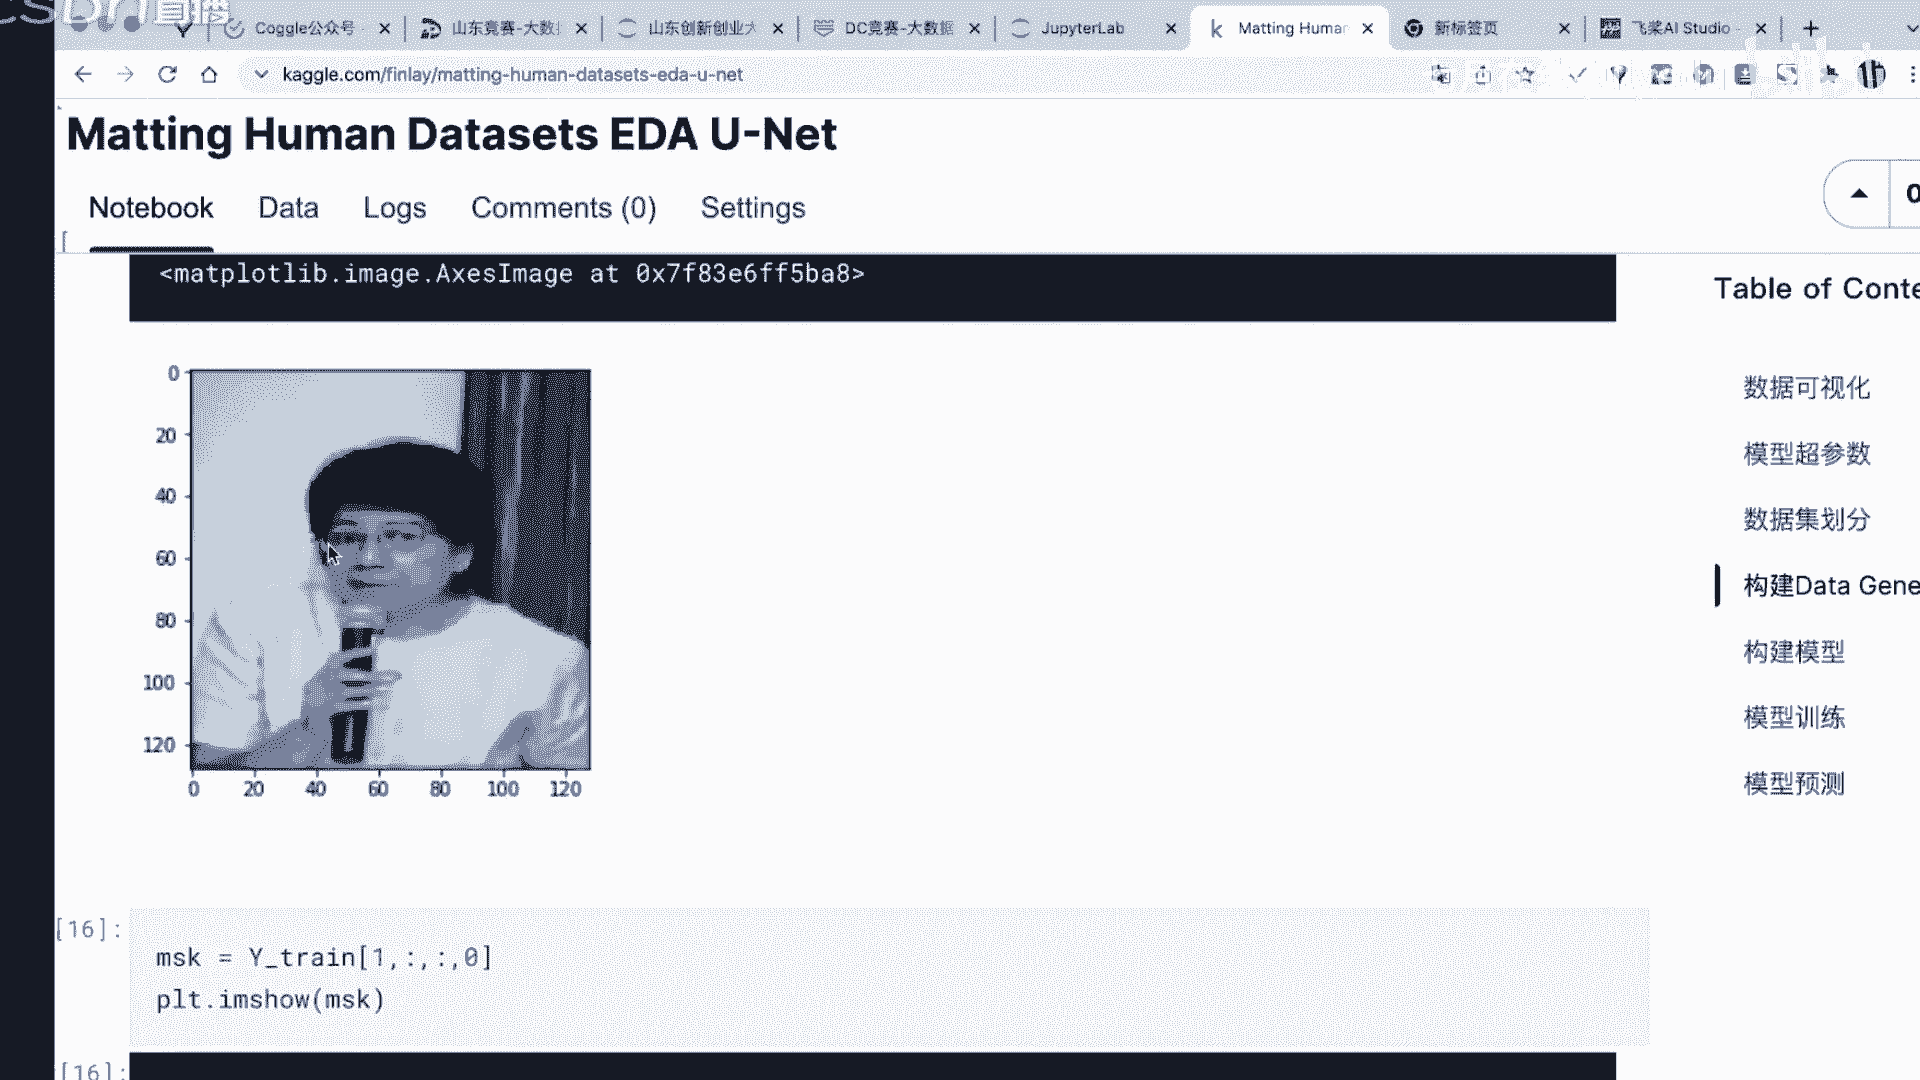 直播
Coggle公众号
山东竞赛-大数据
山东创新创业大
DC竞赛-大数据
JupyterLab
k Matting Human
新标签页
飞桨AI Studio -
kaggle.com/finlay/matting-human-datasets-eda-u-net
Matting Human Datasets EDA U-Net
Notebook Data Logs Comments (0) Settings
0
<matplotlib.image.AxesImage at 0x7f83e6ff5ba8>
Table of Conte
数据可视化
模型超参数
数据集划分
构建Data Gene
构建模型
模型训练
模型预测
0
20
40
60
80
100
120
0 20 40 60 80 100 120
[16]:
msk = Y_train[1,:,:,0]
plt.imshow(msk)
[16]: